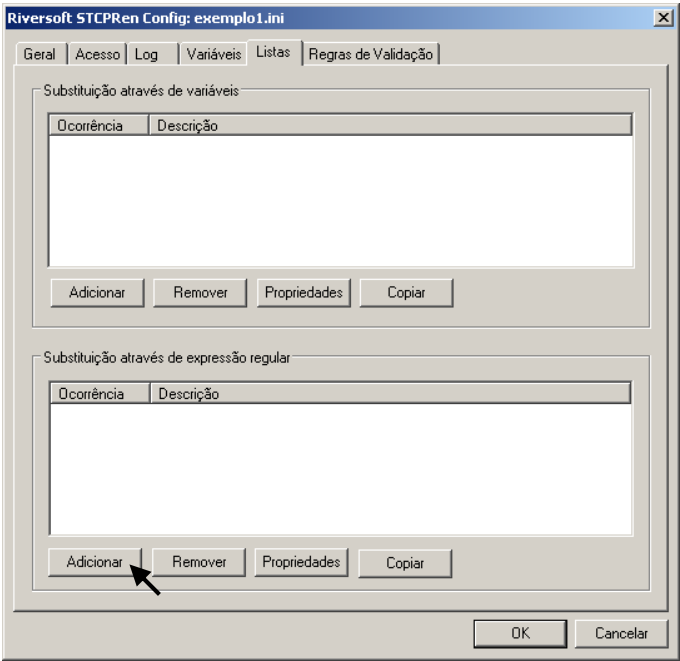 Riversoft STCPRen Config: exemplo1.ini
Geral Acesso Log Variáveis Listas Regras de Validação
Substituição através de variáveis
Ocorrência Descrição
Adicionar Remover Propriedades Copiar
Substituição através de expressão regular
Ocorrência Descrição
Adicionar Remover Propriedades Copiar
OK Cancelar